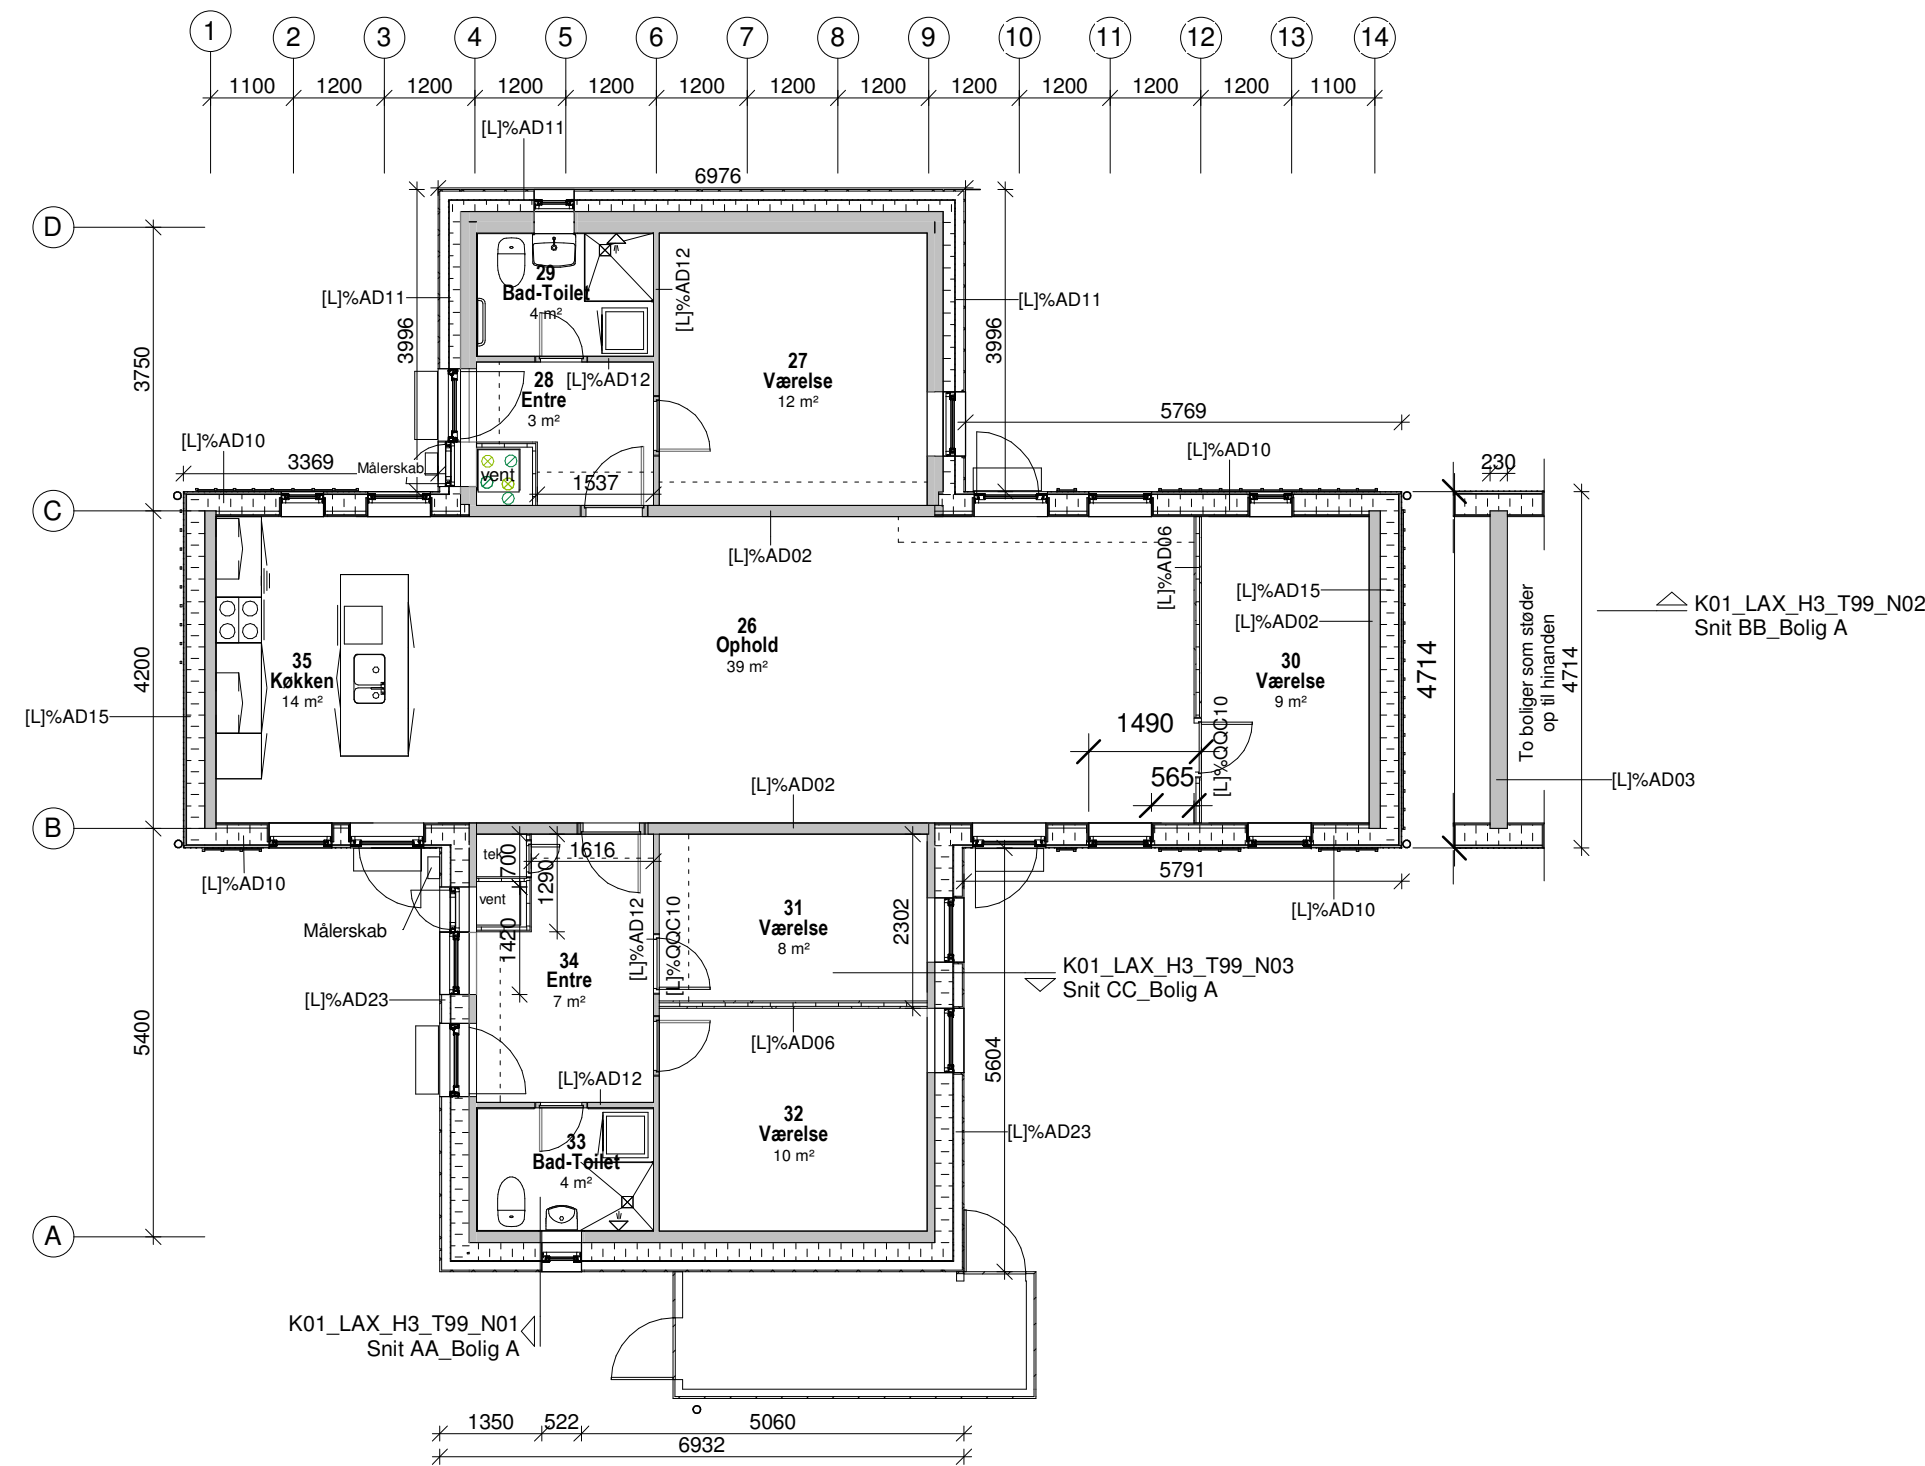 1 2 3 4 5 6 7 8 9 10 11 12 13 14
1100 1200 1200 1200 1200 1200 1200 1200 1200 1200 1200 1200 1100
[L]%AD11
6976
D
[L]%AD11
3996
29
Bad-Toilet
4 m²
[L]%AD12
[L]%AD11
3996
3750
28
Entre
3 m²
[L]%AD12
27
Værelse
12 m²
5769
[L]%AD10
3369
Målerskab
vent
1537
[L]%AD10
230
C
[L]%AD02
[L]%AD06
[L]%AD15
[L]%AD02
K01_LAX_H3_T99_N02
Snit BB_Bolig A
4200
35
Køkken
14 m²
26
Ophold
39 m²
30
Værelse
9 m²
4714
To boliger som støder
op til hinanden
4714
[L]%AD15
1490
[L]%QQC10
565
[L]%AD03
[L]%AD02
B
tek
700
1616
1290
5791
[L]%AD10
vent
1420
[L]%AD12
[L]%QQC10
31
Værelse
8 m²
2302
[L]%AD10
Målerskab
34
Entre
7 m²
K01_LAX_H3_T99_N03
Snit CC_Bolig A
[L]%AD23
5400
[L]%AD06
5604
[L]%AD12
32
Værelse
10 m²
[L]%AD23
33
Bad-Toilet
4 m²
A
K01_LAX_H3_T99_N01
Snit AA_Bolig A
1350 522 5060
6932